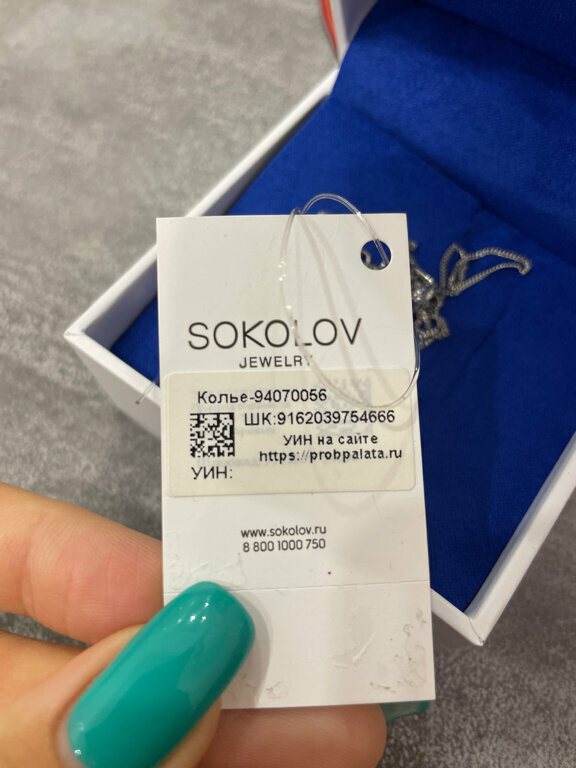 SOKOLOV
JEWELRY
Колье-94070056
ШК:9162039754666
УИН на сайте
https://probpalata.ru
УИН:
www.sokolov.ru
8 800 1000 750